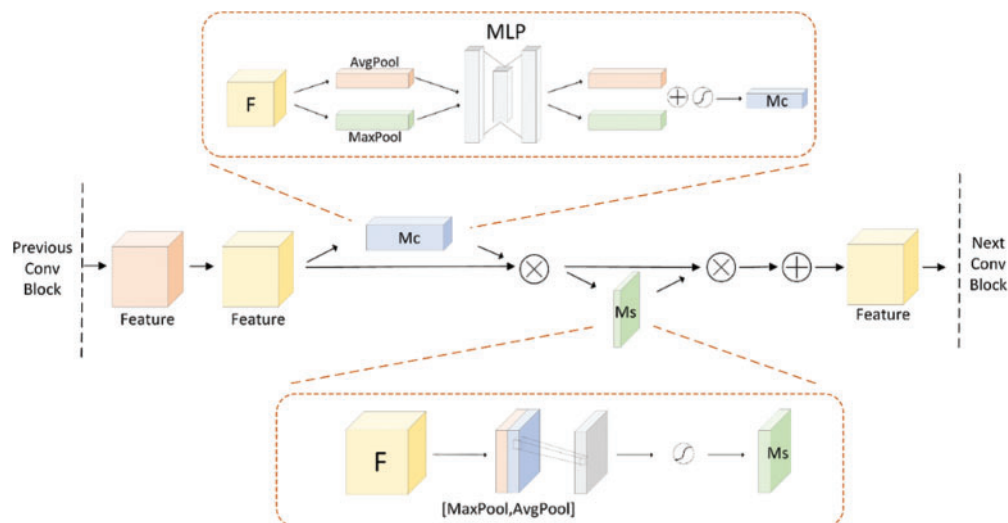 MLP
AvgPool
F
MaxPool
Mc
Previous
Conv
Block
Feature
Feature
Mc
Ms
Feature
Next
Conv
Block
F
[MaxPool,AvgPool]
Ms